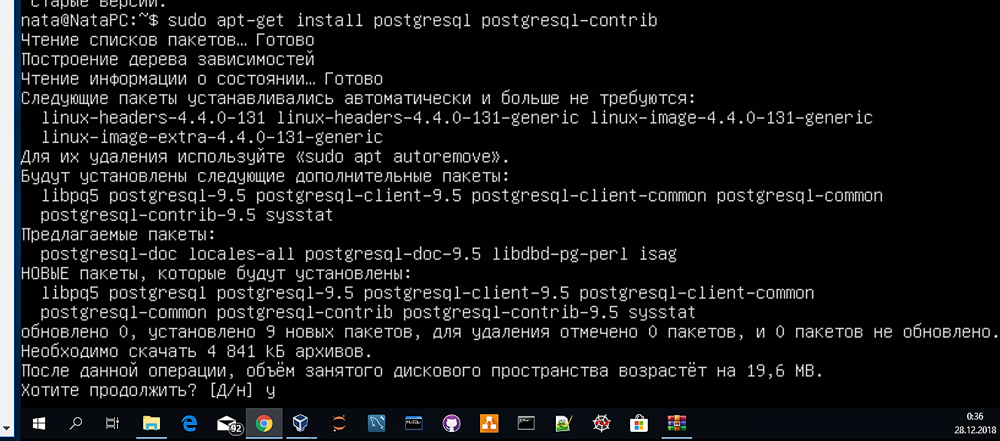 старые версии.
nata@NataPC:~$ sudo apt-get install postgresql postgresql-contrib
Чтение списков пакетов… Готово
Построение дерева зависимостей
Чтение информации о состоянии… Готово
Следующие пакеты устанавливались автоматически и больше не требуются:
linux-headers-4.4.0-131 linux-headers-4.4.0-131-generic linux-image-4.4.0-131-generic
linux-image-extra-4.4.0-131-generic
Для их удаления используйте «sudo apt autoremove».
Будут установлены следующие дополнительные пакеты:
libpq5 postgresql-9.5 postgresql-client-9.5 postgresql-client-common postgresql-common
postgresql-contrib-9.5 sysstat
Предлагаемые пакеты:
postgresql-doc locales-all postgresql-doc-9.5 libdbd-pg-perl isag
НОВЫЕ пакеты, которые будут установлены:
libpq5 postgresql postgresql-9.5 postgresql-client-9.5 postgresql-client-common
postgresql-common postgresql-contrib postgresql-contrib-9.5 sysstat
обновлено 0, установлено 9 новых пакетов, для удаления отмечено 0 пакетов, и 0 пакетов не обновлено.
Необходимо скачать 4 841 kБ архивов.
После данной операции, объём занятого дискового пространства возрастёт на 19,6 MB.
Хотите продолжить? [Д/н] y
92
MySQL
0:36
28.12.2018